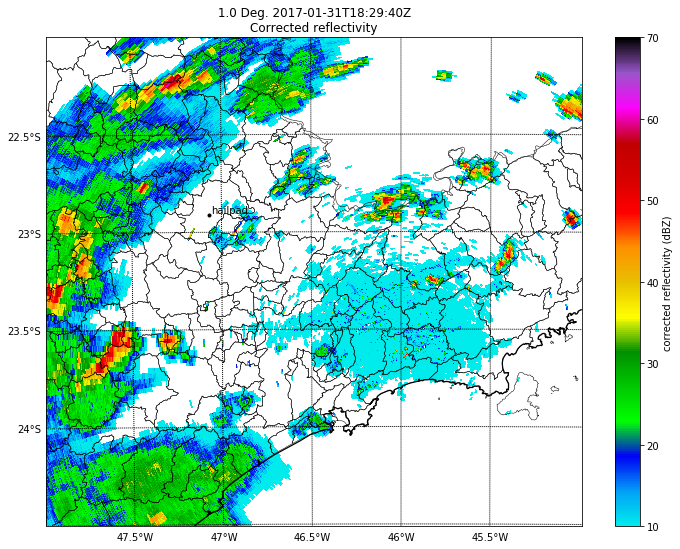 1.0 Deg. 2017-01-31T18:29:40Z
Corrected reflectivity
22.5°S
23°S
23.5°S
24°S
hailpad
47.5°W
47°W
46.5°W
46°W
45.5°W
70
60
50
40
30
20
10
corrected reflectivity (dBZ)